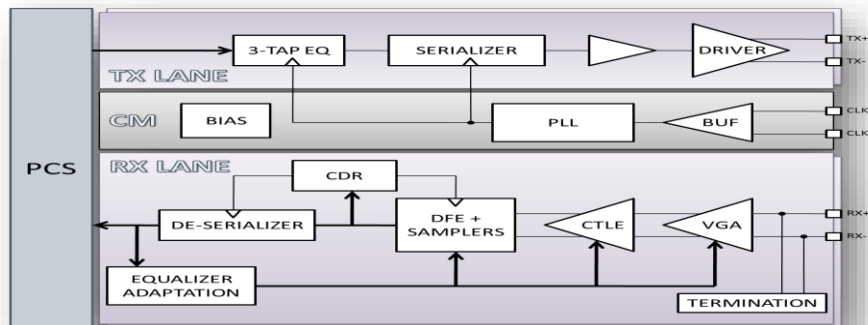 3-TAP EQ
SERIALIZER
DRIVER
TX+
TX-
TX LANE
CM
BIAS
PLL
BUF
CLK
CLK
PCS
RX LANE
CDR
DE-SERIALIZER
DFE +
SAMPLERS
CTLE
VGA
RX+
RX-
EQUALIZER
ADAPTATION
TERMINATION